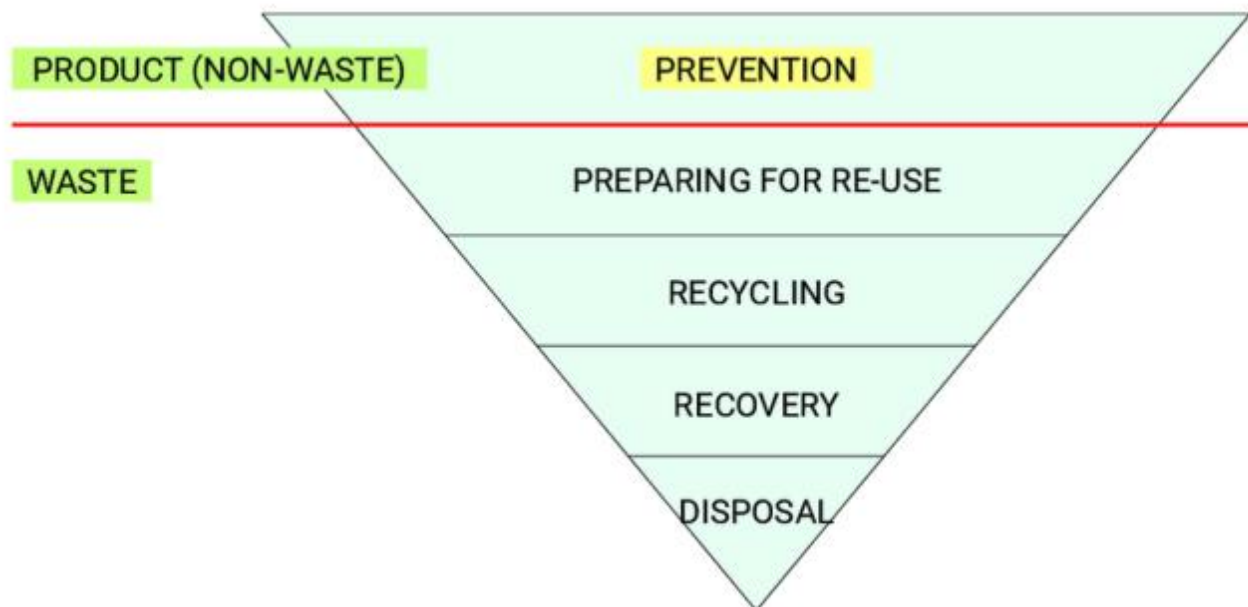 PRODUCT (NON-WASTE) PREVENTION
WASTE PREPARING FOR RE-USE
RECYCLING
RECOVERY
DISPOSAL